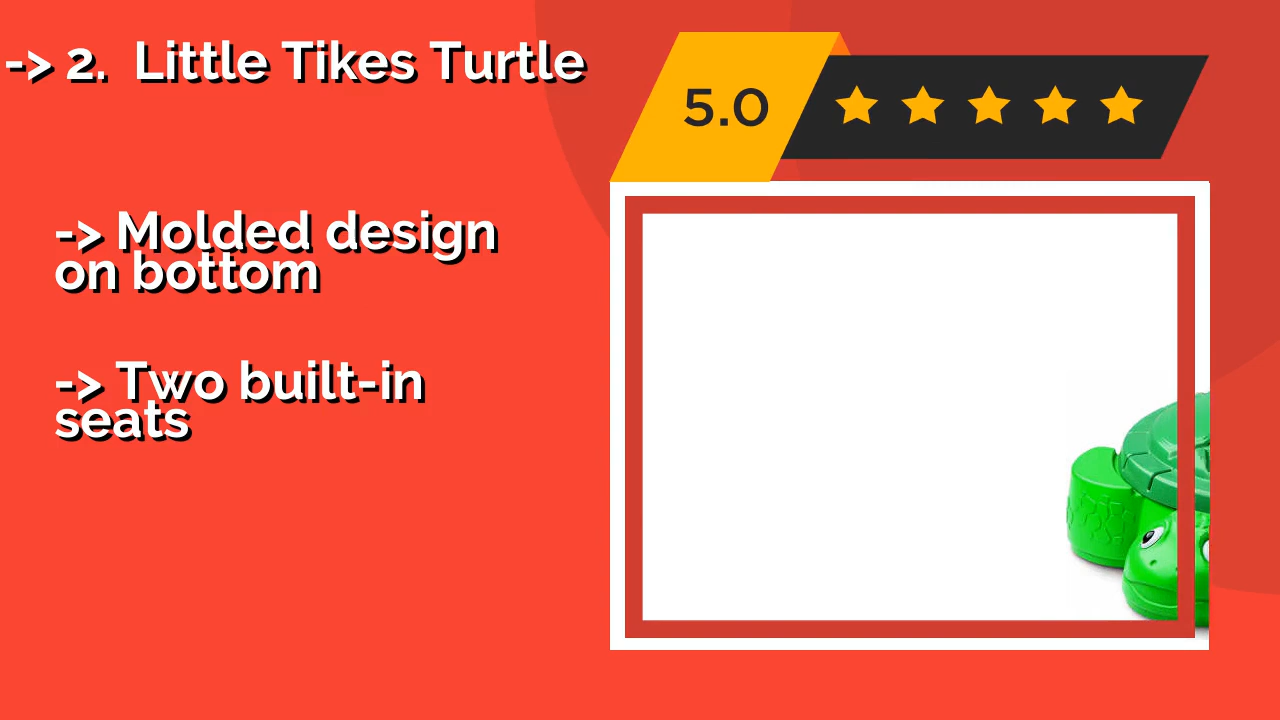 -> 2.  Little Tikes Turtle
5.0
-> Molded design
on bottom
-> Two built-in
seats